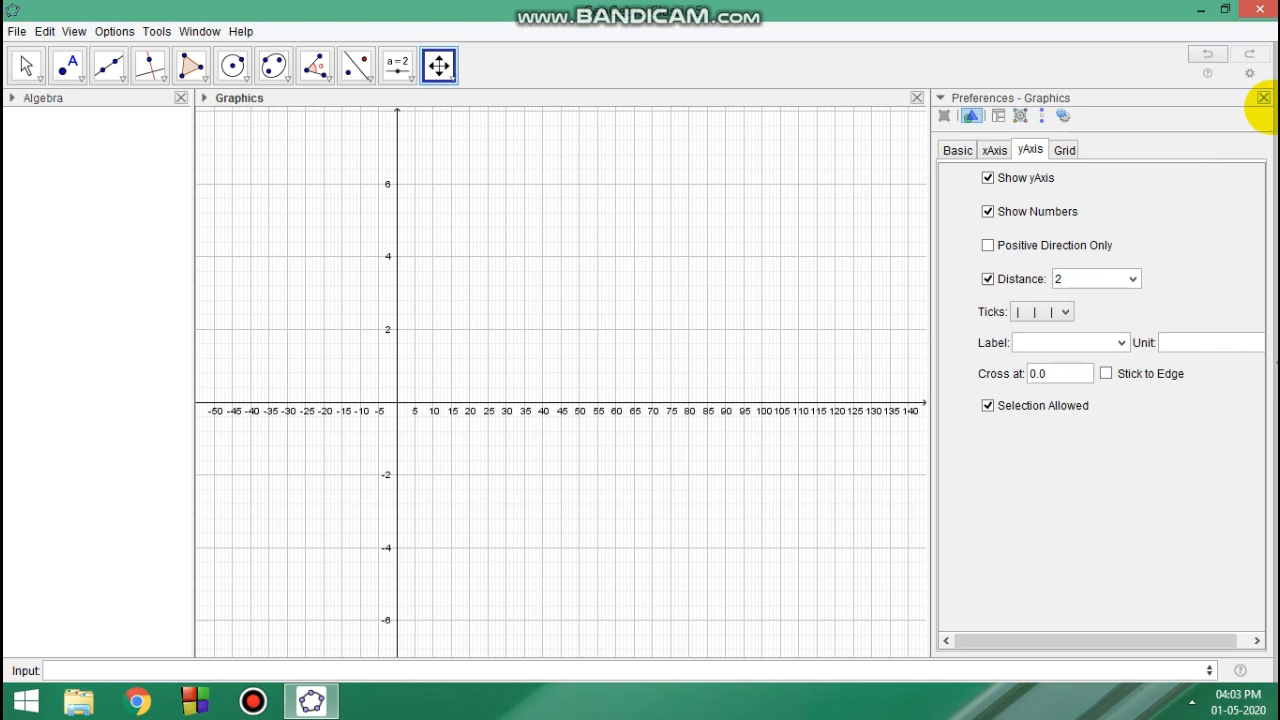 www.BANDICAM.com
File Edit View Options Tools Window Help
A
a=2
Algebra
Graphics
Preferences - Graphics
Basic xAxis yAxis Grid
Show yAxis
Show Numbers
Positive Direction Only
Distance: 2
Ticks: | | |
Label: Unit:
Cross at: 0.0 Stick to Edge
Selection Allowed
6
4
2
-50 -45 -40 -35 -30 -25 -20 -15 -10 -5 5 10 15 20 25 30 35 40 45 50 55 60 65 70 75 80 85 90 95 100 105 110 115 120 125 130 135 140
-2
-4
-6
Input:
04:03 PM
01-05-2020